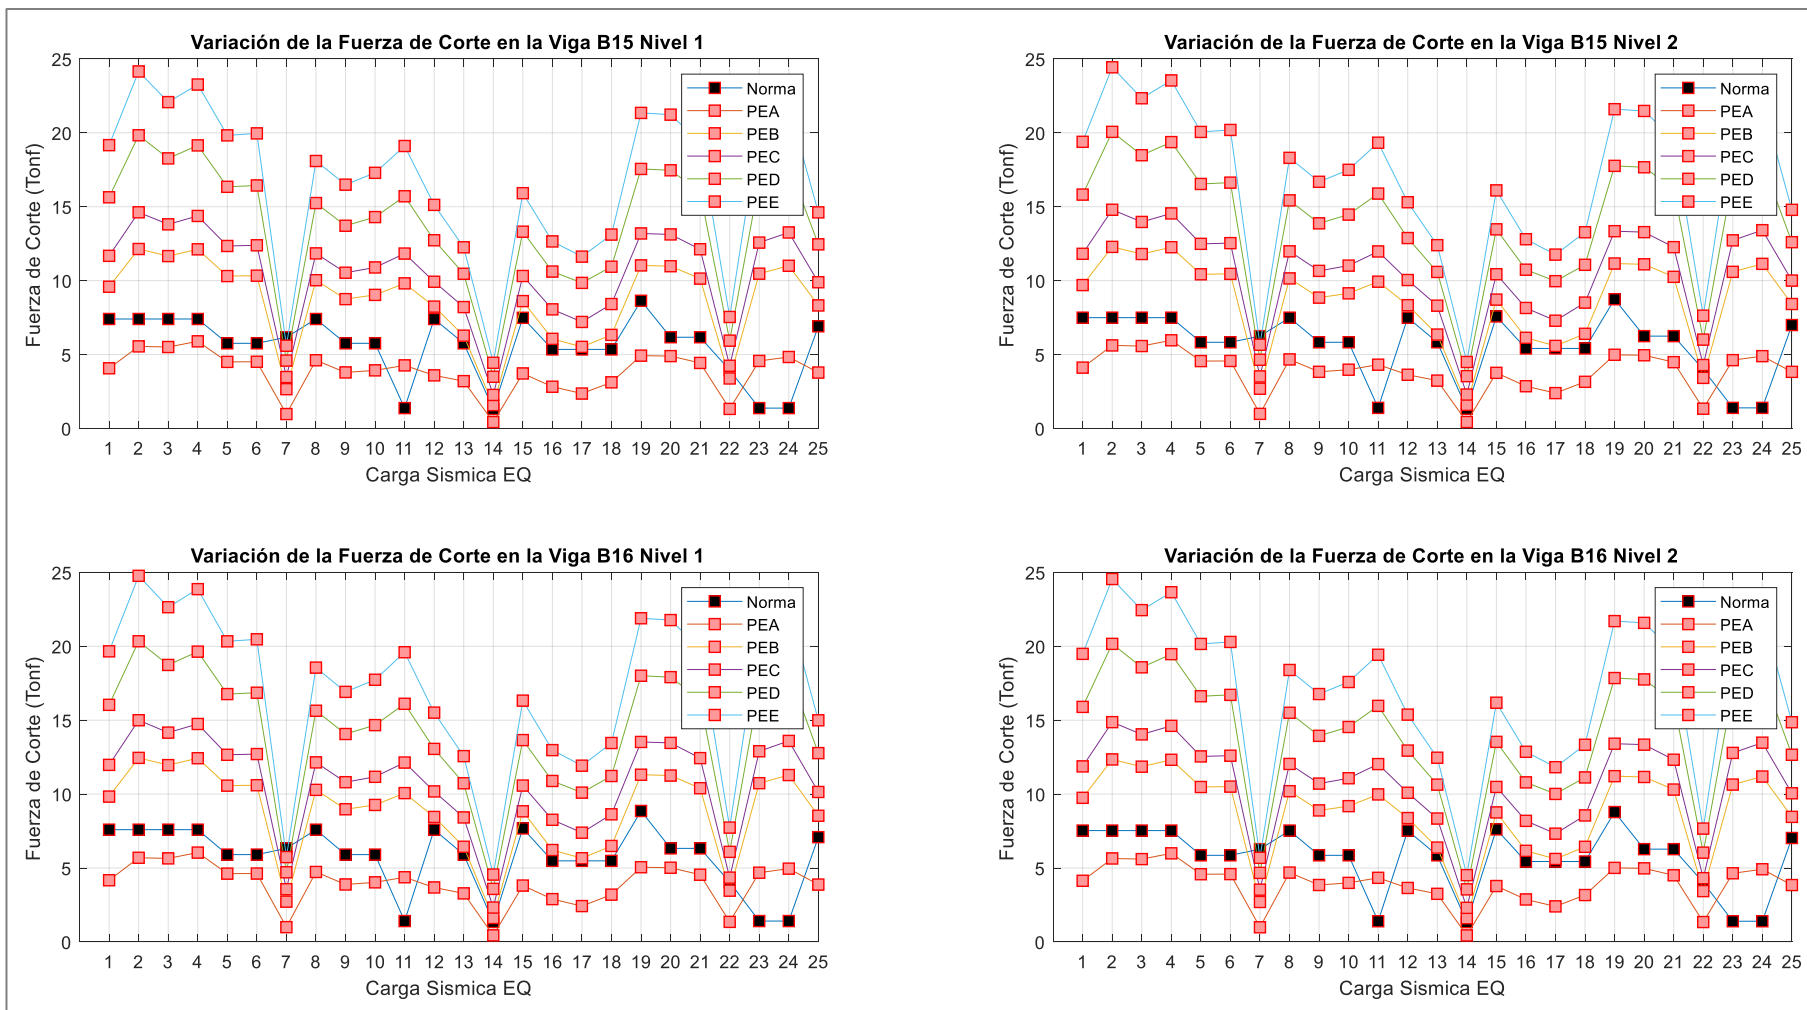 Variación de la Fuerza de Corte en la Viga B15 Nivel 1
Fuerza de Corte (Tonf)
25
20
15
10
5
0
Norma
PEA
PEB
PEC
PED
PEE
1 2 3 4 5 6 7 8 9 10 11 12 13 14 15 16 17 18 19 20 21 22 23 24 25
Carga Sismica EQ
Variación de la Fuerza de Corte en la Viga B15 Nivel 2
Fuerza de Corte (Tonf)
25
20
15
10
5
0
Norma
PEA
PEB
PEC
PED
PEE
1 2 3 4 5 6 7 8 9 10 11 12 13 14 15 16 17 18 19 20 21 22 23 24 25
Carga Sismica EQ
Variación de la Fuerza de Corte en la Viga B16 Nivel 1
Fuerza de Corte (Tonf)
25
20
15
10
5
0
Norma
PEA
PEB
PEC
PED
PEE
1 2 3 4 5 6 7 8 9 10 11 12 13 14 15 16 17 18 19 20 21 22 23 24 25
Carga Sismica EQ
Variación de la Fuerza de Corte en la Viga B16 Nivel 2
Fuerza de Corte (Tonf)
25
20
15
10
5
0
Norma
PEA
PEB
PEC
PED
PEE
1 2 3 4 5 6 7 8 9 10 11 12 13 14 15 16 17 18 19 20 21 22 23 24 25
Carga Sismica EQ